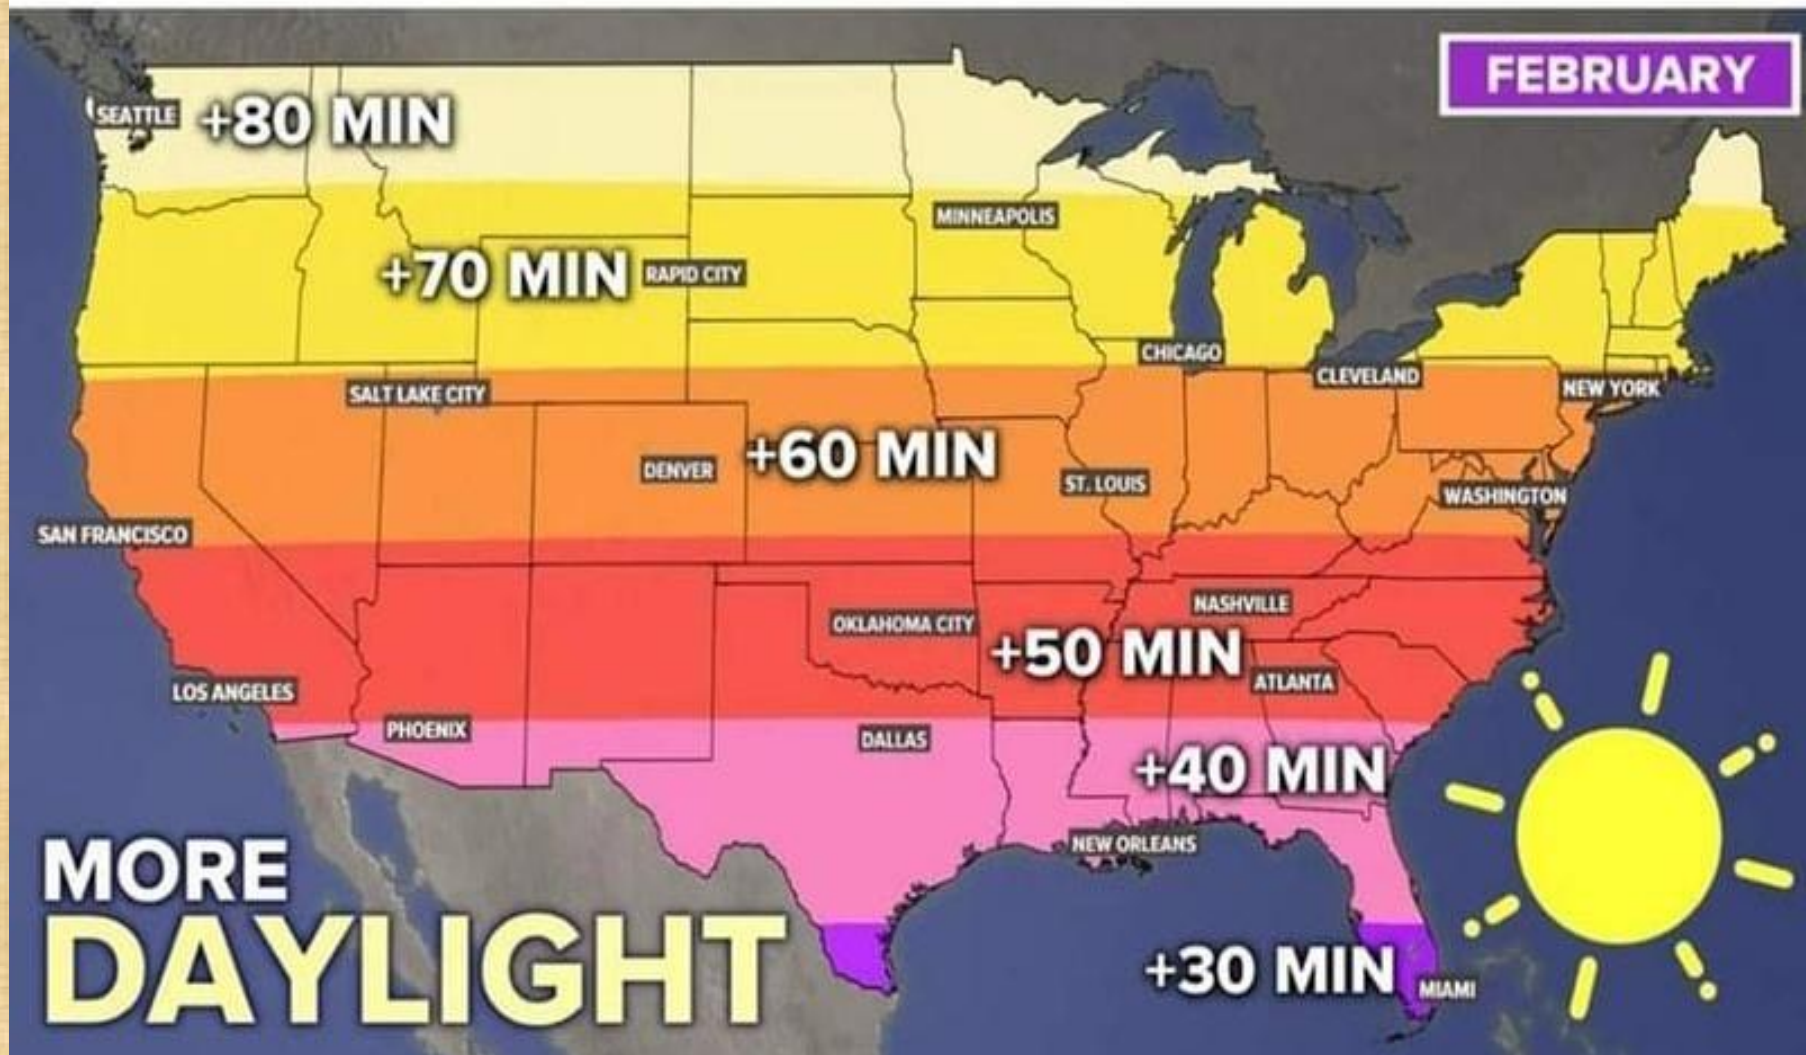 FEBRUARY
SEATTLE
+80 MIN
MINNEAPOLIS
+70 MIN
RAPID CITY
CHICAGO
CLEVELAND
NEW YORK
SALT LAKE CITY
+60 MIN
DENVER
ST. LOUIS
WASHINGTON
SAN FRANCISCO
NASHVILLE
OKLAHOMA CITY
+50 MIN
ATLANTA
LOS ANGELES
PHOENIX
DALLAS
+40 MIN
NEW ORLEANS
MORE
DAYLIGHT
+30 MIN
MIAMI